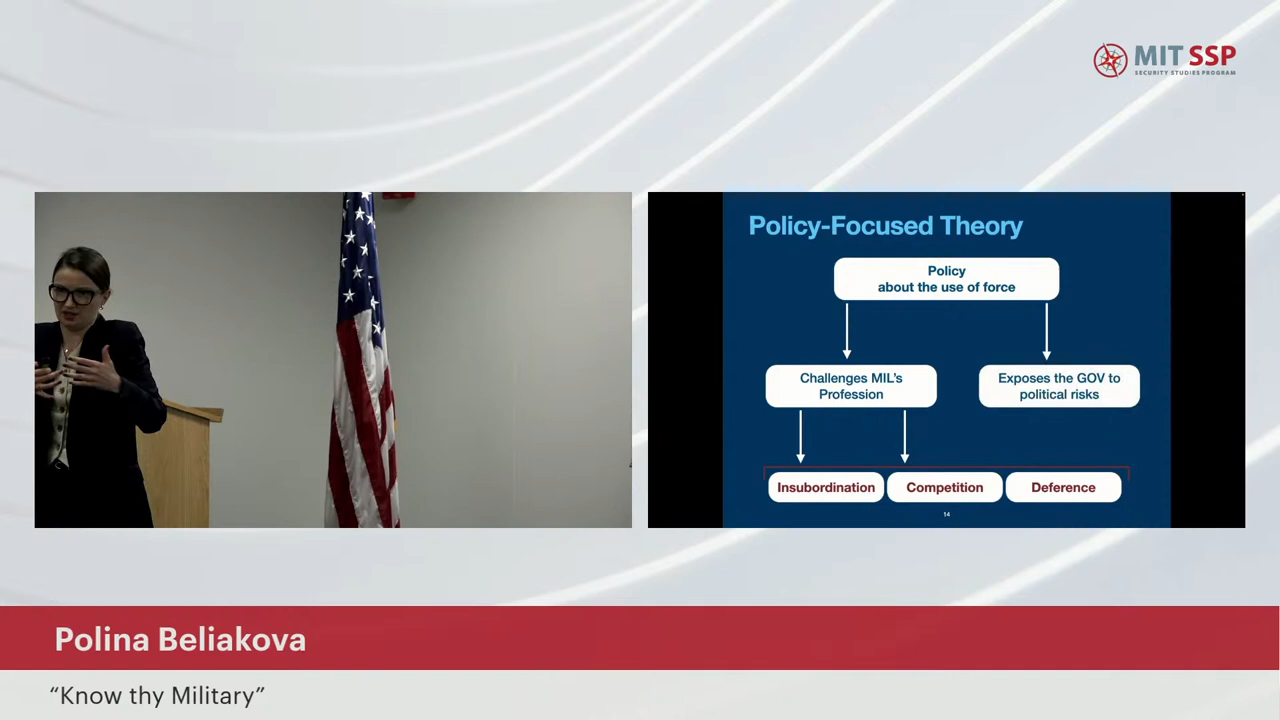 MIT SSP
SECURITY STUDIES PROGRAM
Policy-Focused Theory
Policy
about the use of force
Challenges MIL's
Profession
Exposes the GOV to
political risks
Insubordination
Competition
Deference
14
Polina Beliakova
“Know thy Military”